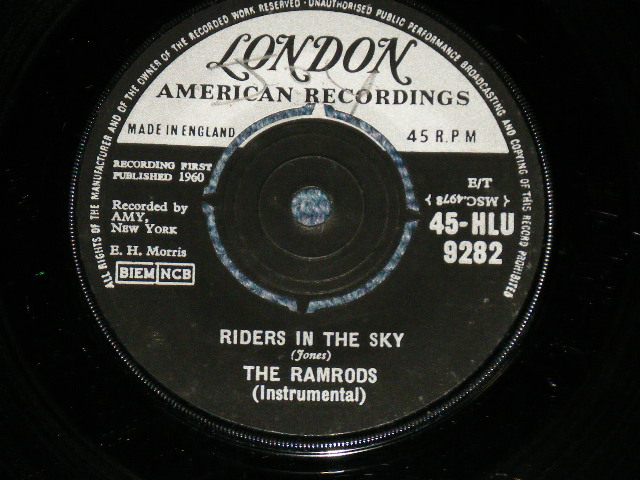 ALL RIGHTS OF THE MANUFACTURER AND OF THE OWNER OF THE RECORDED WORK RESERVED · UNAUTHORISED PUBLIC PERFORMANCE BROADCASTING AND COPYING OF THIS RECORD PROHIBITED
LONDON
AMERICAN RECORDINGS
MADE IN ENGLAND
45 R.P.M
RECORDING FIRST
PUBLISHED 1960
Recorded by
AMY,
NEW YORK
E. H. Morris
BIEM NCB
E/T
{ MSC.4978 }
45-HLU
9282
RIDERS IN THE SKY
(Jones)
THE RAMRODS
(Instrumental)